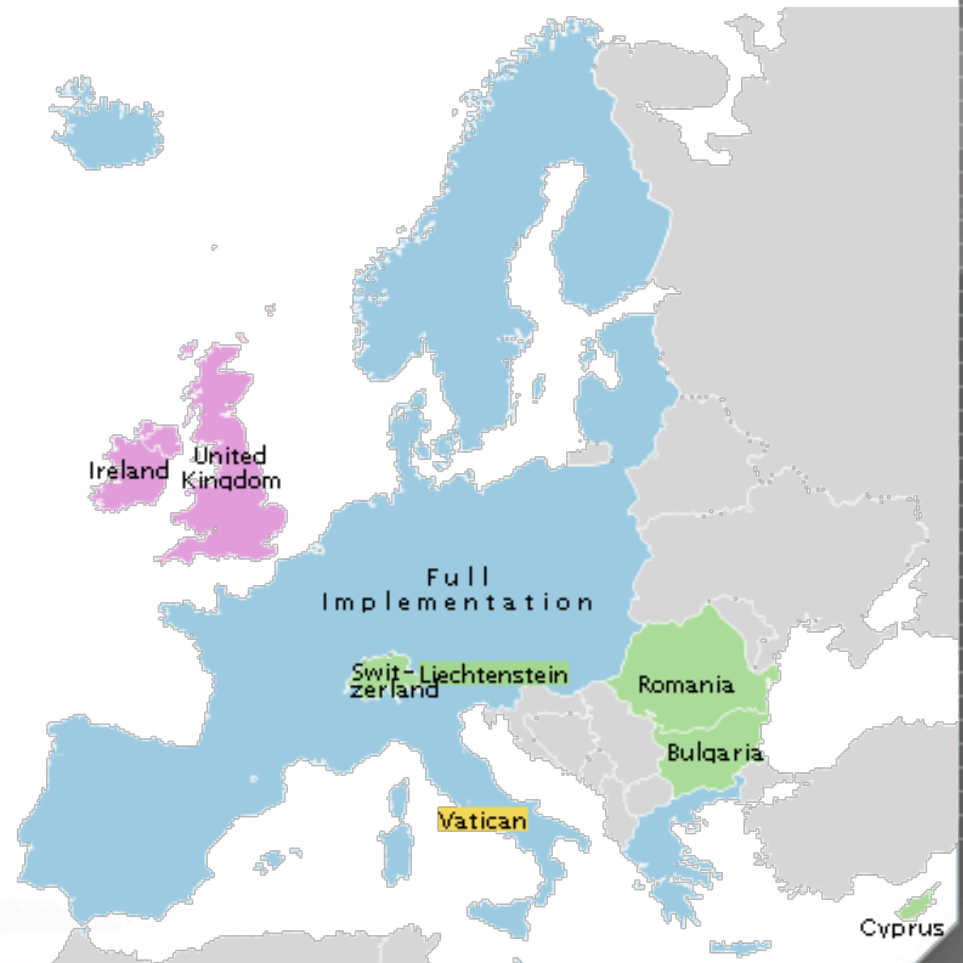 Ireland
United
Kingdom
Full
Implementation
Swit-
zerland
Liechtenstein
Romania
Bulgaria
Vatican
Cyprus